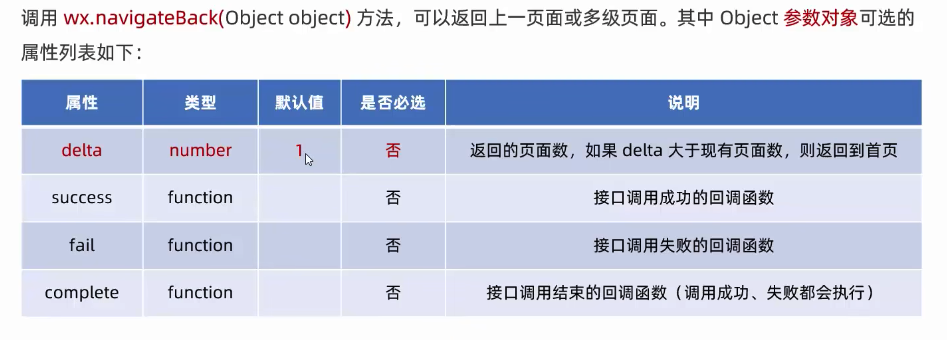 调用 wx.navigateBack(Object object) 方法，可以返回上一页面或多级页面。其中 Object 参数对象可选的
属性列表如下：
属性 类型 默认值 是否必选 说明
delta number 1 否 返回的页面数，如果 delta 大于现有页面数，则返回到首页
success function 否 接口调用成功的回调函数
fail function 否 接口调用失败的回调函数
complete function 否 接口调用结束的回调函数（调用成功、失败都会执行）